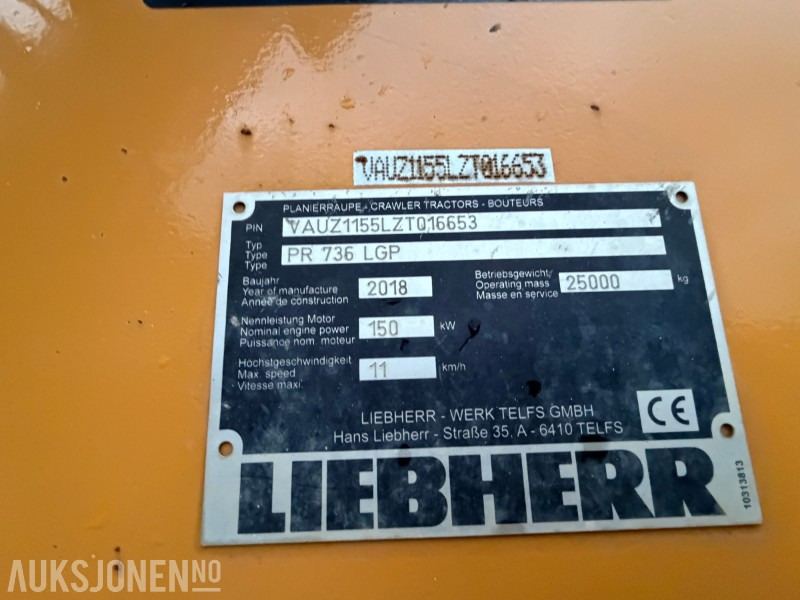 VAUZ1155LZT016653
PLANIERRAUPE - CRAWLER TRACTORS - BOUTEURS
PIN VAUZ1155LZT016653
Typ
Type PR 736 LGP
Type
Baujahr
Year of manufacture 2018
Année de construction
Betriebsgewicht
Operating mass 25000 kg
Masse en service
Nennleistung Motor
Nominal engine power 150 kW
Puissance nom. moteur
Höchstgeschwindigkeit
Max. speed 11 km/h
Vitesse maxi.
LIEBHERR - WERK TELFS GMBH
Hans Liebherr - Straße 35, A - 6410 TELFS
CE
LIEBHERR
10313813
AUKSJONEN.NO